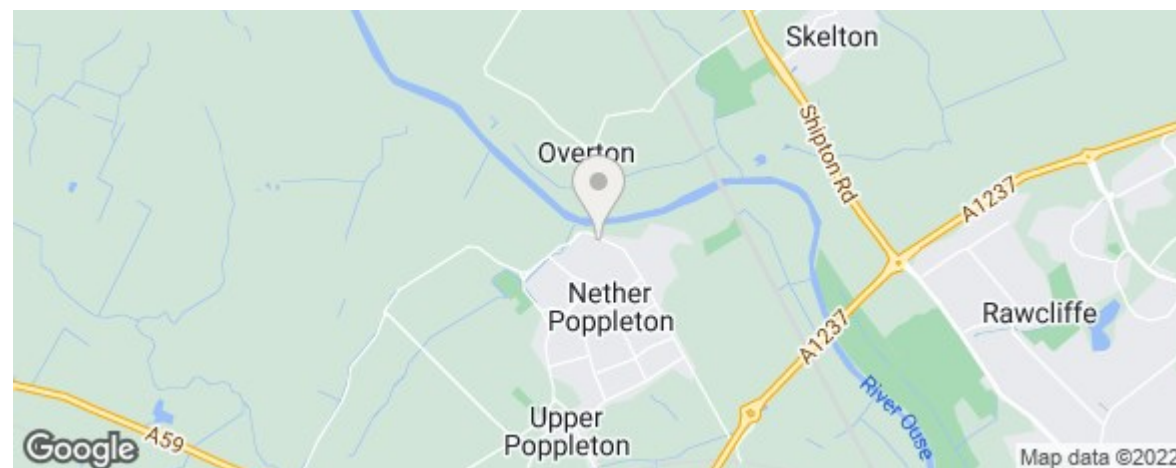 Skelton
Shipton Rd
Overton
A1237
Nether
Poppleton
Rawcliffe
A1237
River Ouse
Upper
Poppleton
A59
Google
Map data ©2022